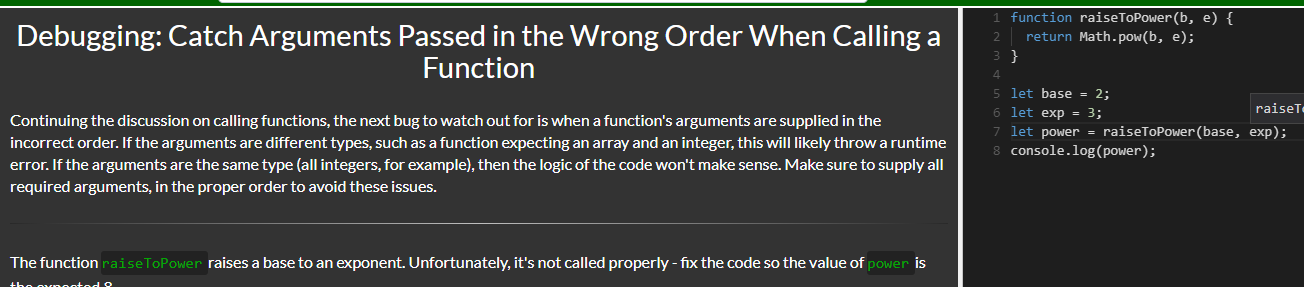 Debugging: Catch Arguments Passed in the Wrong Order When Calling a
Function
Continuing the discussion on calling functions, the next bug to watch out for is when a function's arguments are supplied in the
incorrect order. If the arguments are different types, such as a function expecting an array and an integer, this will likely throw a runtime
error. If the arguments are the same type (all integers, for example), then the logic of the code won't make sense. Make sure to supply all
required arguments, in the proper order to avoid these issues.
The function raiseToPower raises a base to an exponent. Unfortunately, it's not called properly - fix the code so the value of power is
the expected 8
1 function raiseToPower(b, e) {
2 return Math.pow(b, e);
3 }
4
5 let base = 2;
6 let exp = 3;
raiseTo
7 let power = raiseToPower(base, exp);
8 console.log(power);